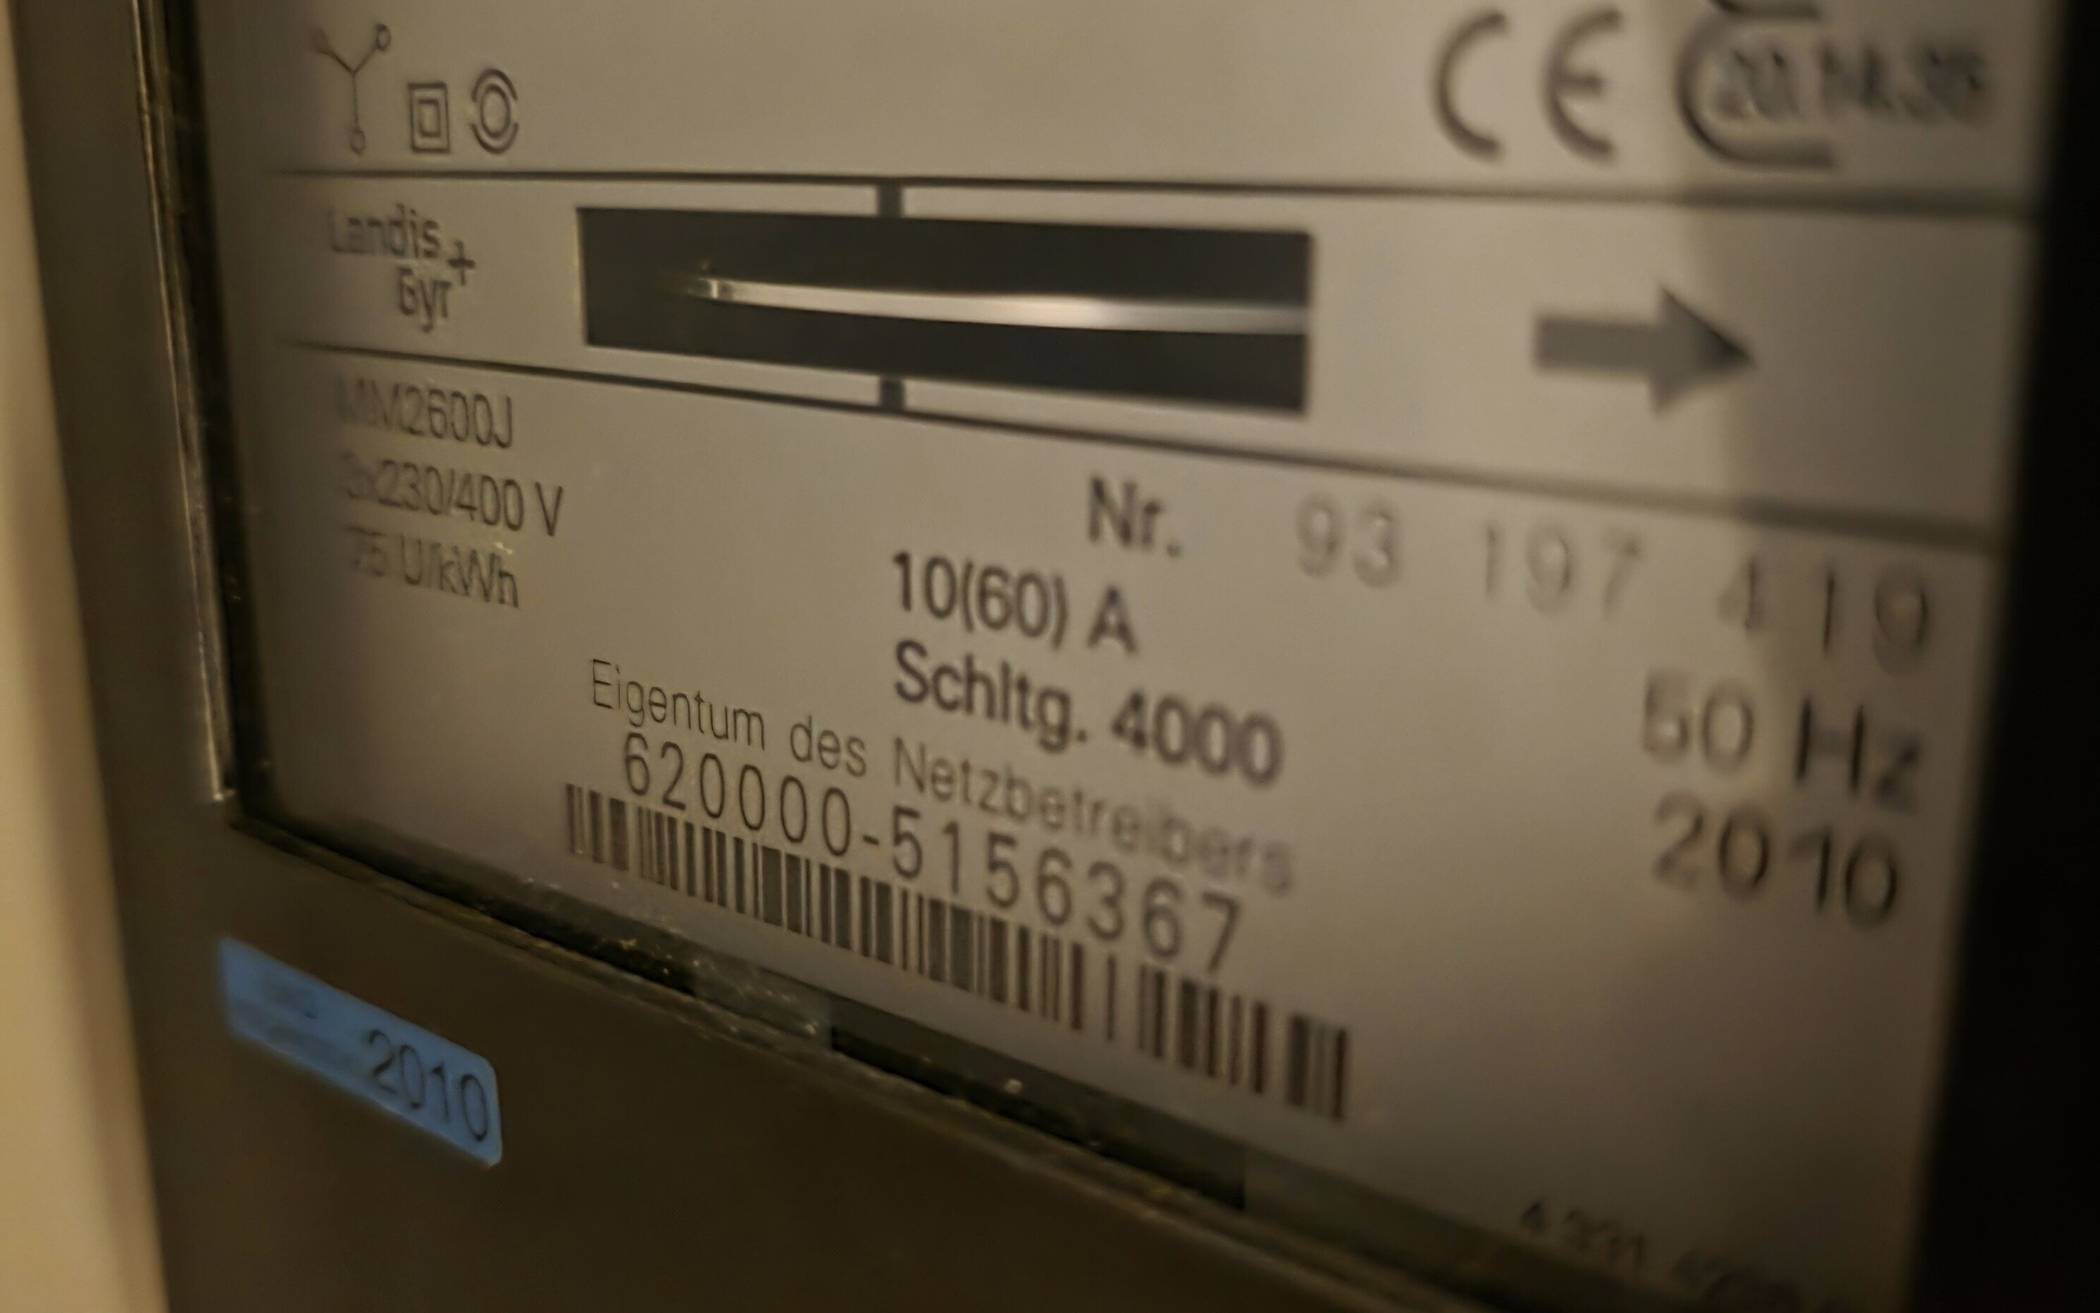 CE
Landis
+
Gyr
MM2600J
3x230/400 V
75 U/kWh
Nr. 93 197 419
10(60) A
50 Hz
Schltg. 4000
2010
Eigentum des Netzbetreibers
620000-5156367
2010